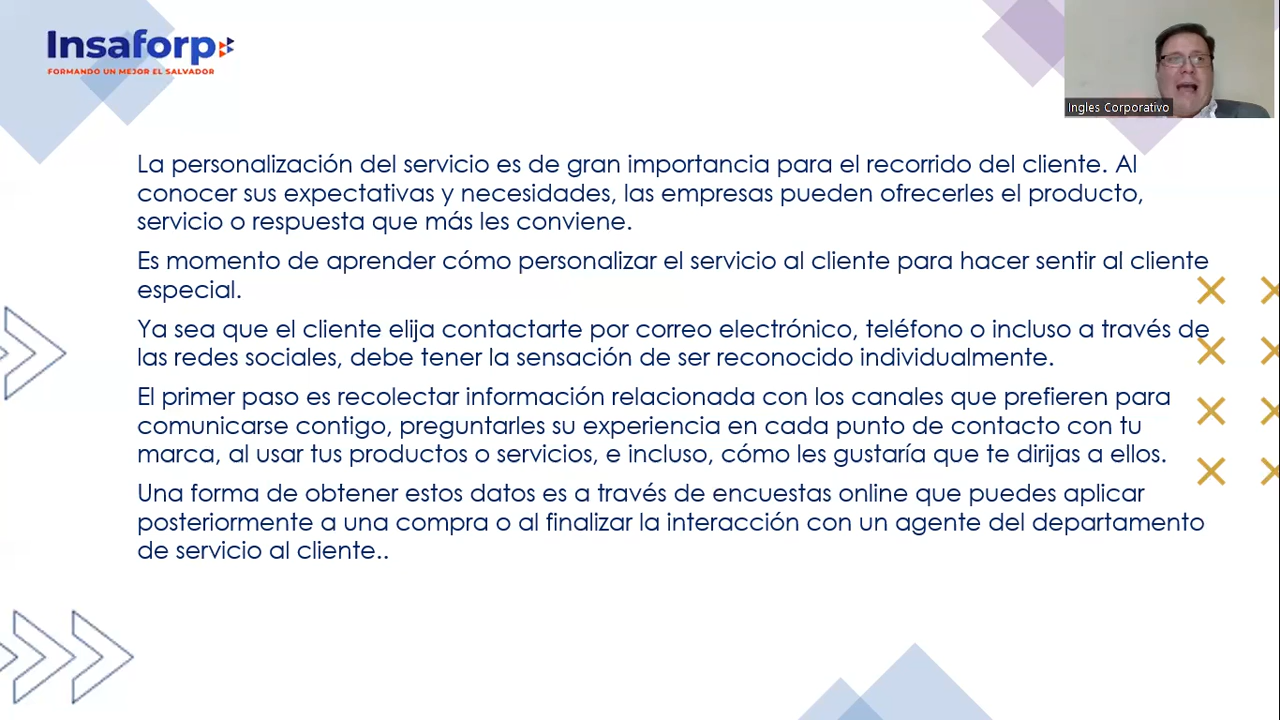 Insaforp
FORMANDO UN MEJOR EL SALVADOR
Ingles Corporativo
La personalización del servicio es de gran importancia para el recorrido del cliente. Al
conocer sus expectativas y necesidades, las empresas pueden ofrecerles el producto,
servicio o respuesta que más les conviene.
Es momento de aprender cómo personalizar el servicio al cliente para hacer sentir al cliente
especial.
Ya sea que el cliente elija contactarte por correo electrónico, teléfono o incluso a través de
las redes sociales, debe tener la sensación de ser reconocido individualmente.
El primer paso es recolectar información relacionada con los canales que prefieren para
comunicarse contigo, preguntarles su experiencia en cada punto de contacto con tu
marca, al usar tus productos o servicios, e incluso, cómo les gustaría que te dirijas a ellos.
Una forma de obtener estos datos es a través de encuestas online que puedes aplicar
posteriormente a una compra o al finalizar la interacción con un agente del departamento
de servicio al cliente..